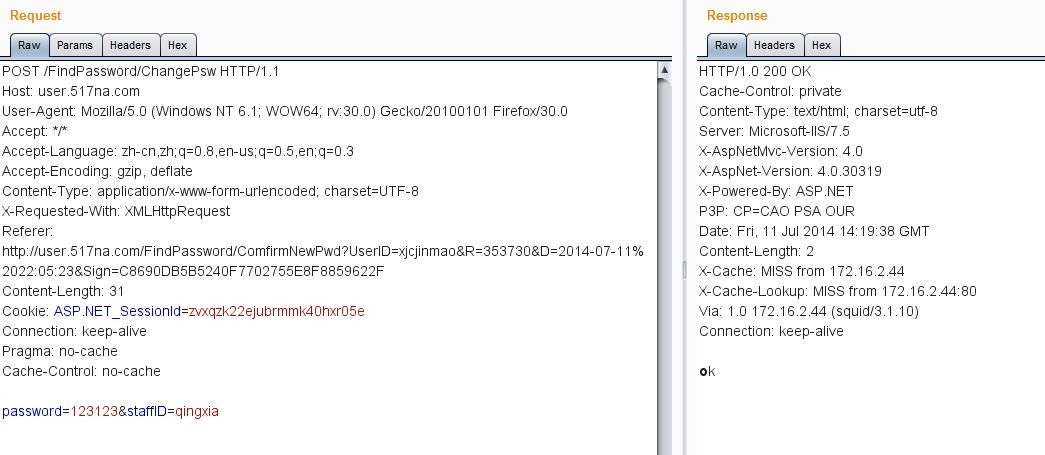 Request
Raw Params Headers Hex
POST /FindPassword/ChangePsw HTTP/1.1
Host: user.517na.com
User-Agent: Mozilla/5.0 (Windows NT 6.1; WOW64; rv:30.0) Gecko/20100101 Firefox/30.0
Accept: */*
Accept-Language: zh-cn,zh;q=0.8,en-us;q=0.5,en;q=0.3
Accept-Encoding: gzip, deflate
Content-Type: application/x-www-form-urlencoded; charset=UTF-8
X-Requested-With: XMLHttpRequest
Referer:
http://user.517na.com/FindPassword/ComfirmNewPwd?UserID=xjcjinmao&R=353730&D=2014-07-11%
2022:05:23&Sign=C8690DB5B5240F7702755E8F8859622F
Content-Length: 31
Cookie: ASP.NET_SessionId=zvxqzk22ejubrmmk40hxr05e
Connection: keep-alive
Pragma: no-cache
Cache-Control: no-cache
password=123123&staffID=qingxia
Response
Raw Headers Hex
HTTP/1.0 200 OK
Cache-Control: private
Content-Type: text/html; charset=utf-8
Server: Microsoft-IIS/7.5
X-AspNetMvc-Version: 4.0
X-AspNet-Version: 4.0.30319
X-Powered-By: ASP.NET
P3P: CP=CAO PSA OUR
Date: Fri, 11 Jul 2014 14:19:38 GMT
Content-Length: 2
X-Cache: MISS from 172.16.2.44
X-Cache-Lookup: MISS from 172.16.2.44:80
Via: 1.0 172.16.2.44 (squid/3.1.10)
Connection: keep-alive
ok